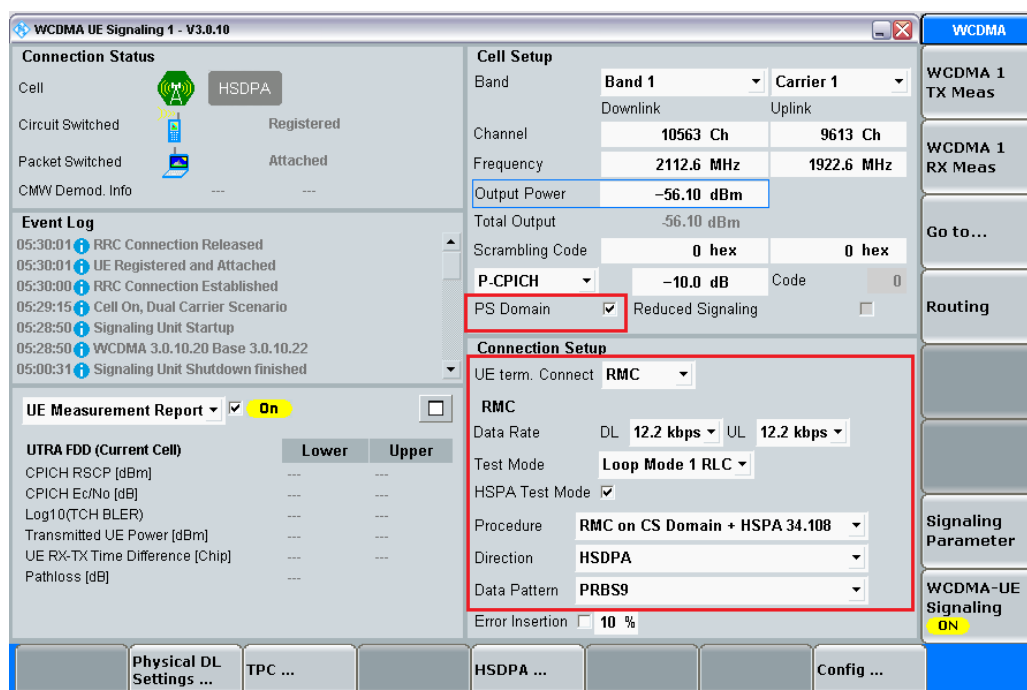 WCDMA UE Signaling 1 - V3.0.10
WCDMA
Connection Status
Cell
HSDPA
Circuit Switched
Registered
Packet Switched
Attached
CMW Demod. Info --- ---
Event Log
05:30:01 RRC Connection Released
05:30:01 UE Registered and Attached
05:30:00 RRC Connection Established
05:29:15 Cell On, Dual Carrier Scenario
05:28:50 Signaling Unit Startup
05:28:50 WCDMA 3.0.10.20 Base 3.0.10.22
05:00:31 Signaling Unit Shutdown finished
UE Measurement Report On
UTRA FDD (Current Cell) Lower Upper
CPICH RSCP [dBm] --- ---
CPICH Ec/No [dB] --- ---
Log10(TCH BLER) --- ---
Transmitted UE Power [dBm] --- ---
UE RX-TX Time Difference [Chip] --- ---
Pathloss [dB] ---
Cell Setup
Band Band 1 Carrier 1
Downlink Uplink
Channel 10563 Ch 9613 Ch
Frequency 2112.6 MHz 1922.6 MHz
Output Power −56.10 dBm
Total Output -56.10 dBm
Scrambling Code 0 hex 0 hex
P-CPICH −10.0 dB Code 0
PS Domain Reduced Signaling
Connection Setup
UE term. Connect RMC
RMC
Data Rate DL 12.2 kbps UL 12.2 kbps
Test Mode Loop Mode 1 RLC
HSPA Test Mode
Procedure RMC on CS Domain + HSPA 34.108
Direction HSDPA
Data Pattern PRBS9
Error Insertion 10 %
WCDMA 1
TX Meas
WCDMA 1
RX Meas
Go to...
Routing
Signaling
Parameter
WCDMA-UE
Signaling
ON
Physical DL
Settings ...
TPC ...
HSDPA ...
Config ...